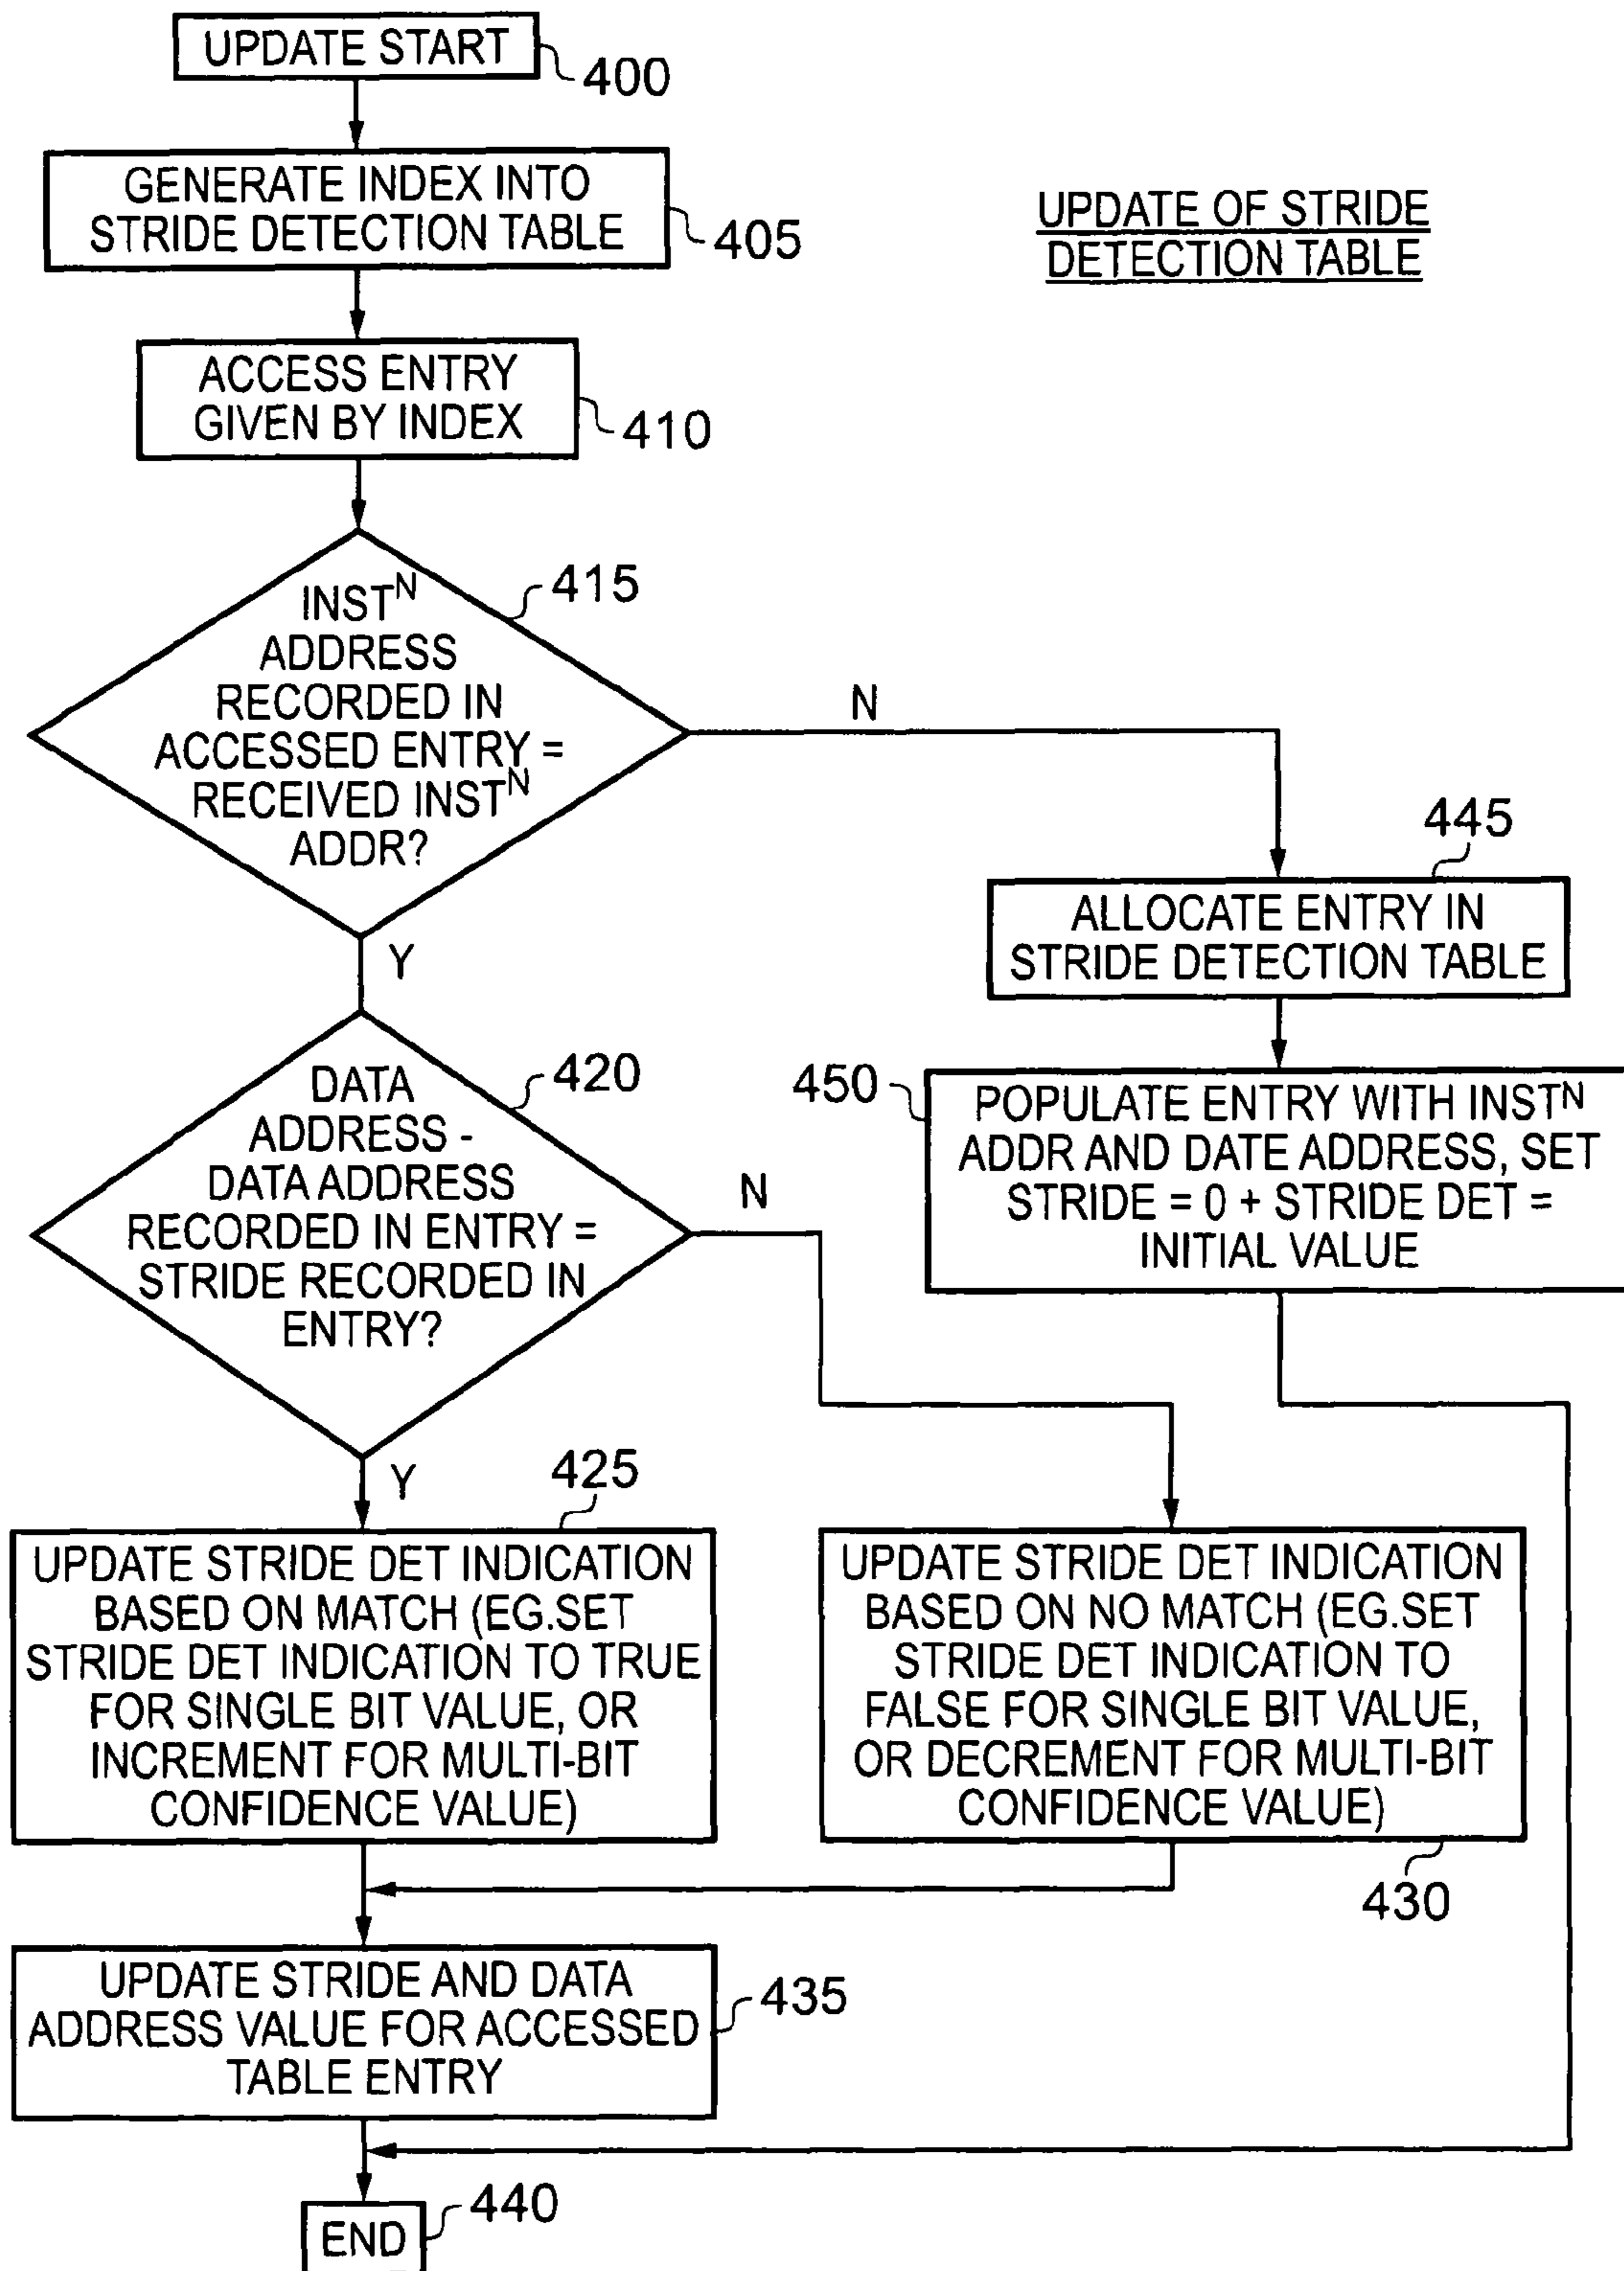 UPDATE START
400
GENERATE INDEX INTO
STRIDE DETECTION TABLE
405
UPDATE OF STRIDE
DETECTION TABLE
ACCESS ENTRY
GIVEN BY INDEX
410
INST^N
ADDRESS
RECORDED IN
ACCESSED ENTRY =
RECEIVED INST^N
ADDR?
415
N
Y
445
ALLOCATE ENTRY IN
STRIDE DETECTION TABLE
DATA
ADDRESS -
DATA ADDRESS
RECORDED IN ENTRY =
STRIDE RECORDED IN
ENTRY?
420
N
Y
450
POPULATE ENTRY WITH INST^N
ADDR AND DATE ADDRESS, SET
STRIDE = 0 + STRIDE DET =
INITIAL VALUE
425
UPDATE STRIDE DET INDICATION
BASED ON MATCH (EG.SET
STRIDE DET INDICATION TO TRUE
FOR SINGLE BIT VALUE, OR
INCREMENT FOR MULTI-BIT
CONFIDENCE VALUE)
UPDATE STRIDE DET INDICATION
BASED ON NO MATCH (EG.SET
STRIDE DET INDICATION TO
FALSE FOR SINGLE BIT VALUE,
OR DECREMENT FOR MULTI-BIT
CONFIDENCE VALUE)
430
UPDATE STRIDE AND DATA
ADDRESS VALUE FOR ACCESSED
TABLE ENTRY
435
END
440